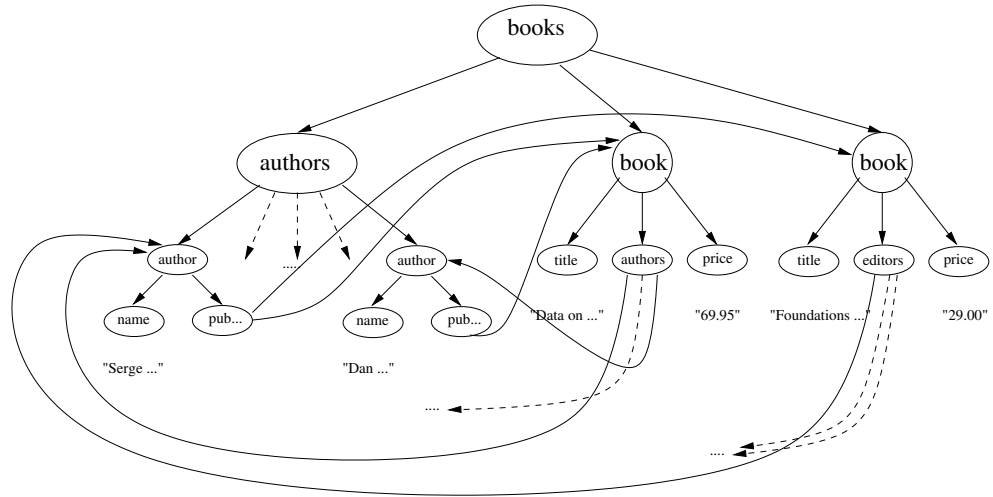 books
authors
book
book
author
....
author
title
authors
price
title
editors
price
name
pub...
name
pub...
"Data on ..."
"69.95"
"Foundations ..."
"29.00"
"Serge ..."
"Dan ..."
....
....